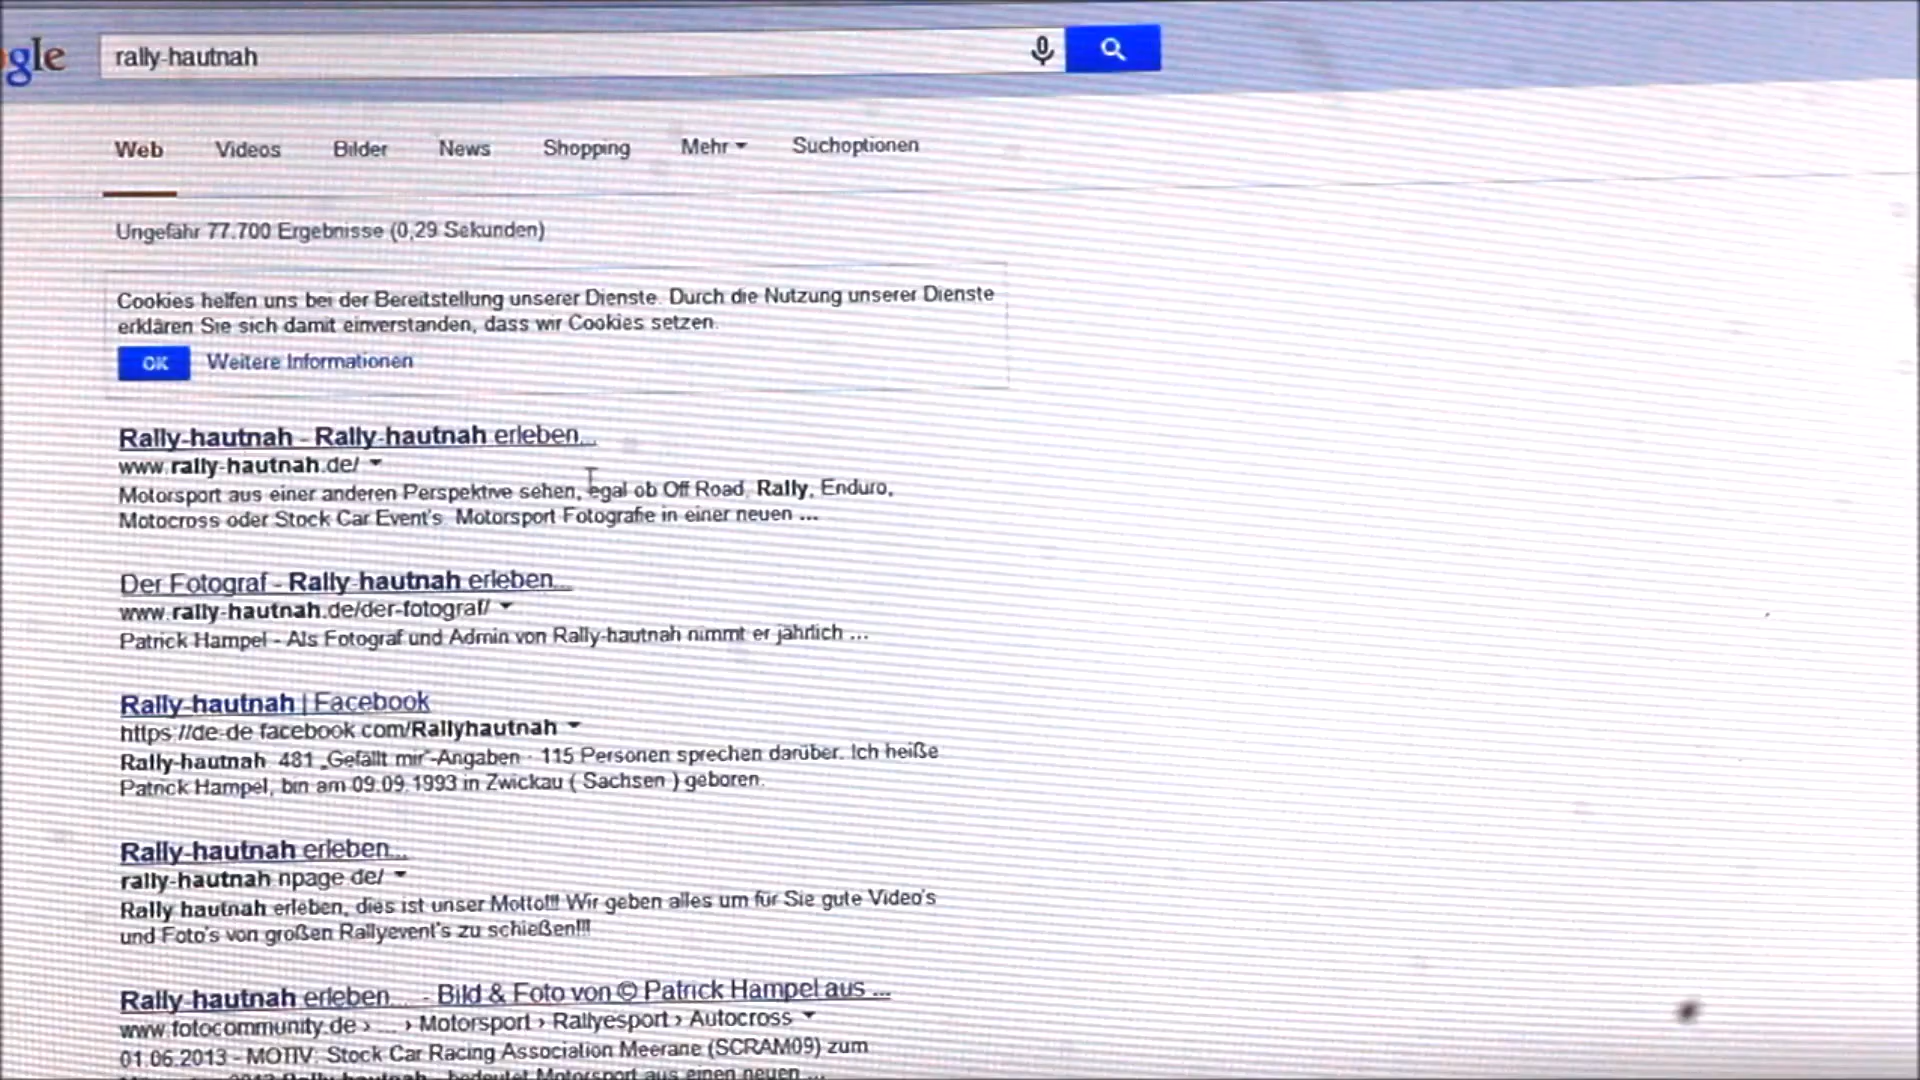 gle
rally-hautnah
Web Videos Bilder News Shopping Mehr Suchoptionen
Ungefähr 77.700 Ergebnisse (0,29 Sekunden)
Cookies helfen uns bei der Bereitstellung unserer Dienste. Durch die Nutzung unserer Dienste
erklären Sie sich damit einverstanden, dass wir Cookies setzen.
OK Weitere Informationen
Rally-hautnah - Rally-hautnah erleben...
www.rally-hautnah.de/
Motorsport aus einer anderen Perspektive sehen, egal ob Off Road, Rally, Enduro,
Motocross oder Stock Car Event's. Motorsport Fotografie in einer neuen ...
Der Fotograf - Rally-hautnah erleben...
www.rally-hautnah.de/der-fotograf/
Patrick Hampel - Als Fotograf und Admin von Rally-hautnah nimmt er jährlich ...
Rally-hautnah | Facebook
https://de-de.facebook.com/Rallyhautnah
Rally-hautnah. 481 „Gefällt mir"-Angaben · 115 Personen sprechen darüber. Ich heiße
Patrick Hampel, bin am 09.09.1993 in Zwickau ( Sachsen ) geboren.
Rally-hautnah erleben...
rally-hautnah.npage.de/
Rally hautnah erleben, dies ist unser Motto!!! Wir geben alles um für Sie gute Video's
und Foto's von großen Rallyevent's zu schießen!!!
Rally-hautnah erleben... - Bild & Foto von © Patrick Hampel aus ...
www.fotocommunity.de › ... › Motorsport › Rallyesport › Autocross
01.06.2013 - MOTIV: Stock Car Racing Association Meerane (SCRAM09) zum
2013 Rally-hautnah - bedeutet Motorsport aus einen neuen ...